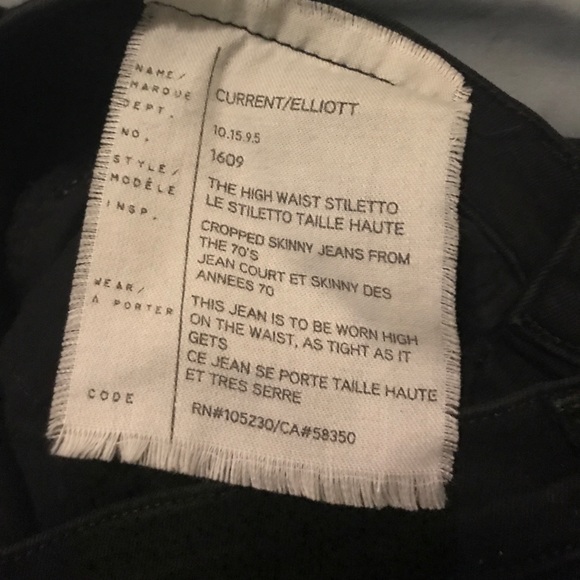 NAME/
MARQUE
CURRENT/ELLIOTT
DEPT.
10.15.9.5
NO.
1609
STYLE/
MODÈLE
THE HIGH WAIST STILETTO
LE STILETTO TAILLE HAUTE
INSP.
CROPPED SKINNY JEANS FROM
THE 70'S
JEAN COURT ET SKINNY DES
ANNEES 70
WEAR/
À PORTER
THIS JEAN IS TO BE WORN HIGH
ON THE WAIST, AS TIGHT AS IT
GETS
CE JEAN SE PORTE TAILLE HAUTE
ET TRES SERRE
CODE
RN#105230/CA#58350